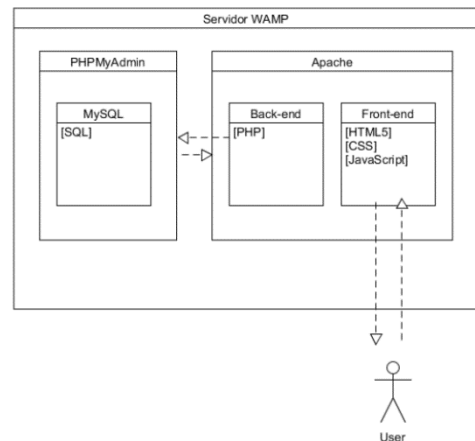 Servidor WAMP
PHPMyAdmin
MySQL
[SQL]
Apache
Back-end
[PHP]
Front-end
[HTML5]
[CSS]
[JavaScript]
User